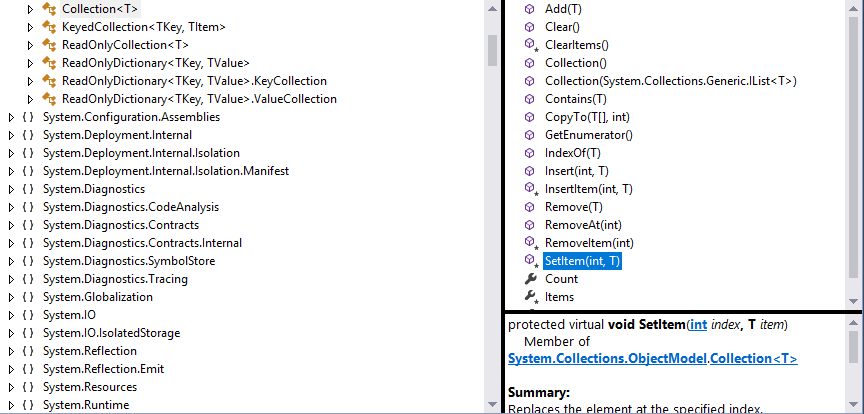 Collection<T>
KeyedCollection<TKey, TItem>
ReadOnlyCollection<T>
ReadOnlyDictionary<TKey, TValue>
ReadOnlyDictionary<TKey, TValue>.KeyCollection
ReadOnlyDictionary<TKey, TValue>.ValueCollection
{ } System.Configuration.Assemblies
{ } System.Deployment.Internal
{ } System.Deployment.Internal.Isolation
{ } System.Deployment.Internal.Isolation.Manifest
{ } System.Diagnostics
{ } System.Diagnostics.CodeAnalysis
{ } System.Diagnostics.Contracts
{ } System.Diagnostics.Contracts.Internal
{ } System.Diagnostics.SymbolStore
{ } System.Diagnostics.Tracing
{ } System.Globalization
{ } System.IO
{ } System.IO.IsolatedStorage
{ } System.Reflection
{ } System.Reflection.Emit
{ } System.Resources
{ } System.Runtime
Add(T)
Clear()
ClearItems()
Collection()
Collection(System.Collections.Generic.IList<T>)
Contains(T)
CopyTo(T[], int)
GetEnumerator()
IndexOf(T)
Insert(int, T)
InsertItem(int, T)
Remove(T)
RemoveAt(int)
RemoveItem(int)
SetItem(int, T)
Count
Items
protected virtual void SetItem(int index, T item)
Member of
System.Collections.ObjectModel.Collection<T>
Summary:
Replaces the element at the specified index.